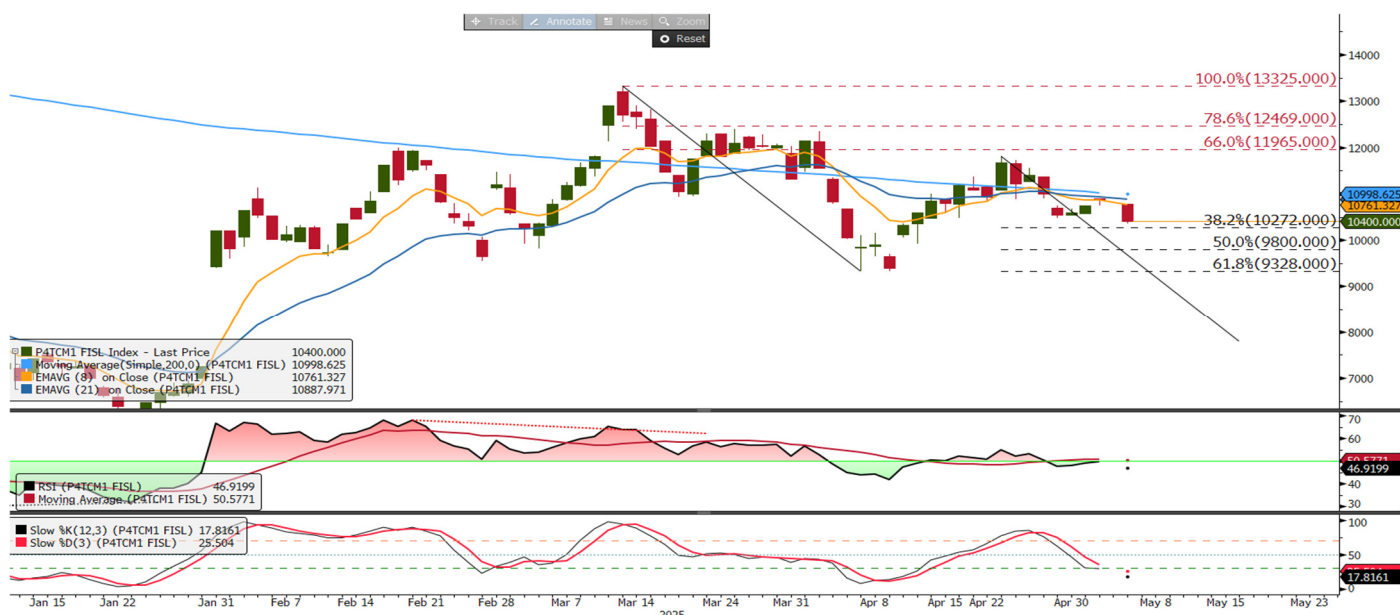 Track Annotate News Zoom
Reset
14000
100.0%(13325.000)
13000
78.6%(12469.000)
66.0%(11965.000)
12000
10998.625
10761.327
10400.000
38.2%(10272.000)
10000
50.0%(9800.000)
61.8%(9328.000)
9000
8000
7000
P4TCM1 FISL Index - Last Price 10400.000
Moving Average(Simple,200,0) (P4TCM1 FISL) 10998.625
EMAVG (8) on Close (P4TCM1 FISL) 10761.327
EMAVG (21) on Close (P4TCM1 FISL) 10887.971
70
60
50.5771
46.9199
40
30
RSI (P4TCM1 FISL) 46.9199
Moving Average (P4TCM1 FISL) 50.5771
Slow %K(12,3) (P4TCM1 FISL) 17.8161
Slow %D(3) (P4TCM1 FISL) 25.504
100
50
17.8161
0
Jan 15 Jan 22 Jan 31 Feb 7 Feb 14 Feb 21 Feb 28 Mar 7 Mar 14 Mar 24 Mar 31 Apr 8 Apr 15 Apr 22 Apr 30 May 8 May 15 May 23
2025